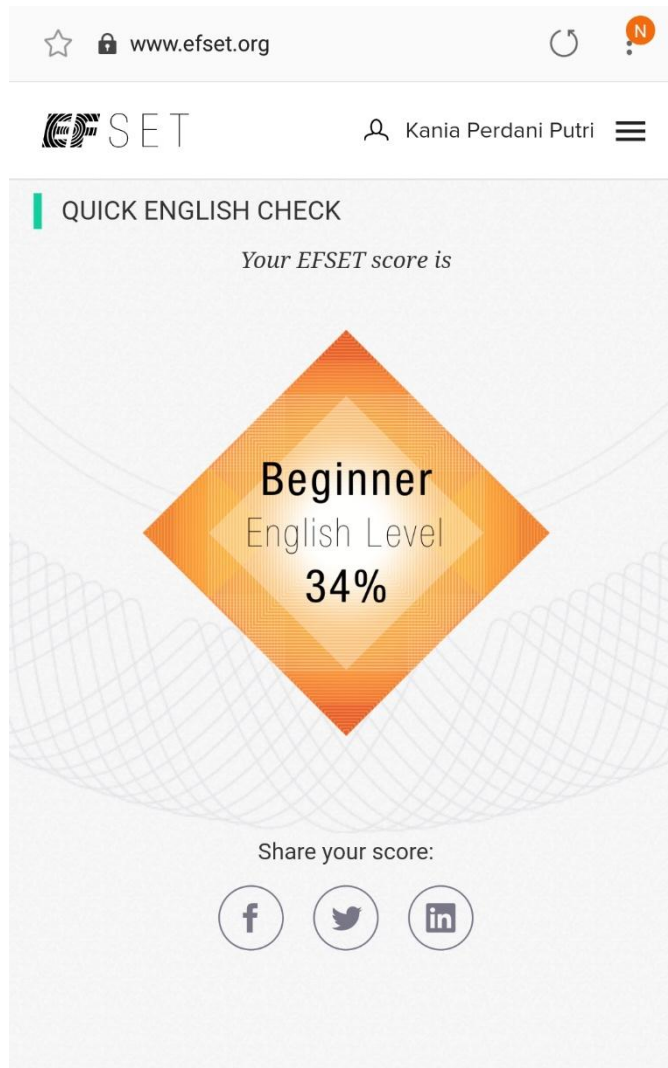 www.efset.org
N
EF SET
Kania Perdani Putri
QUICK ENGLISH CHECK
Your EFSET score is
Beginner
English Level
34%
Share your score:
f
in